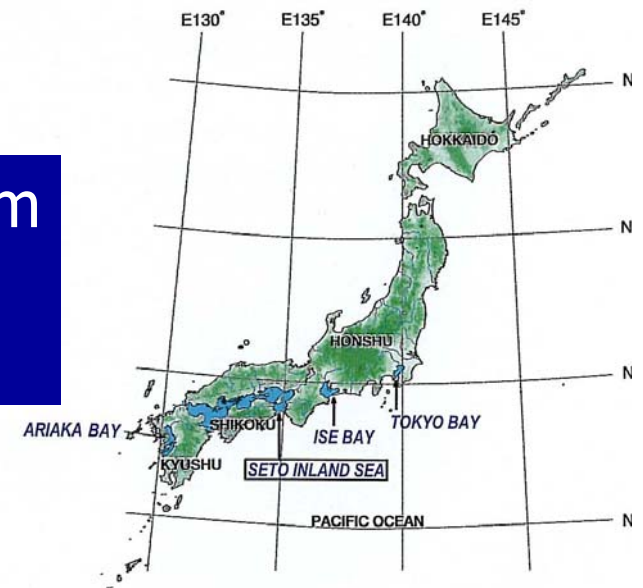 E130° E135° E140° E145°
m
N
HOKKAIDO
N
HONSHU
N
ARIAKA BAY
SHIKOKU
ISE BAY
TOKYO BAY
KYUSHU
SETO INLAND SEA
PACIFIC OCEAN
N